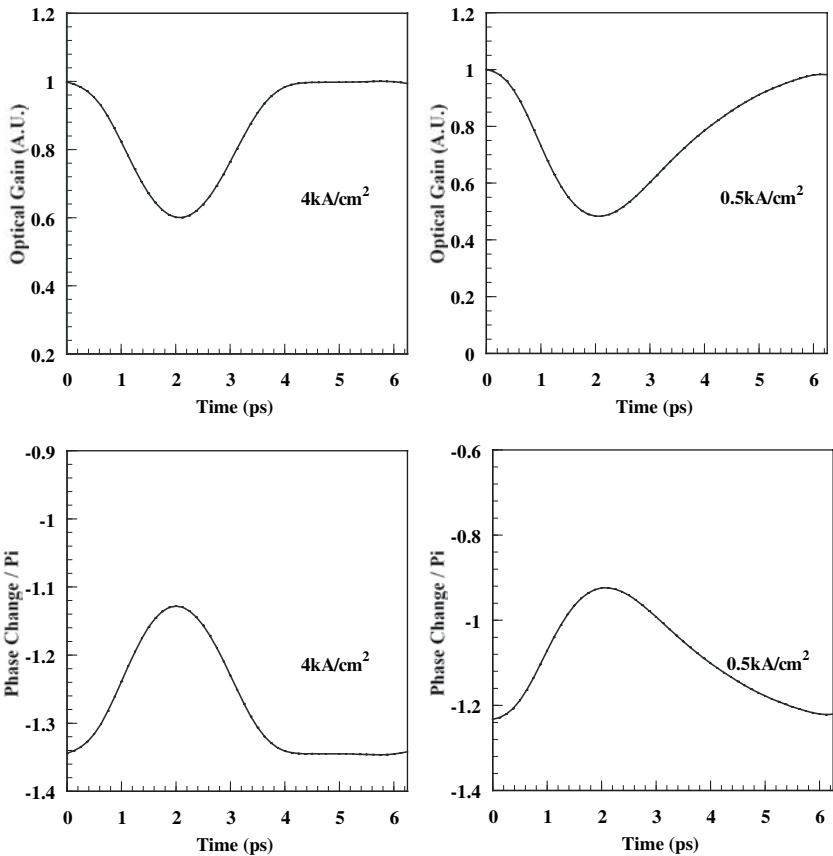 1.2
1
0.8
0.6
0.4
0.2
Optical Gain (A.U.)
4kA/cm²
0 1 2 3 4 5 6
Time (ps)
1.2
1
0.8
0.6
0.4
0.2
0
Optical Gain (A.U.)
0.5kA/cm²
0 1 2 3 4 5 6
Time (ps)
-0.9
-1
-1.1
-1.2
-1.3
-1.4
Phase Change / Pi
4kA/cm²
0 1 2 3 4 5 6
Time (ps)
-0.6
-0.8
-1
-1.2
-1.4
Phase Change / Pi
0.5kA/cm²
0 1 2 3 4 5 6
Time (ps)